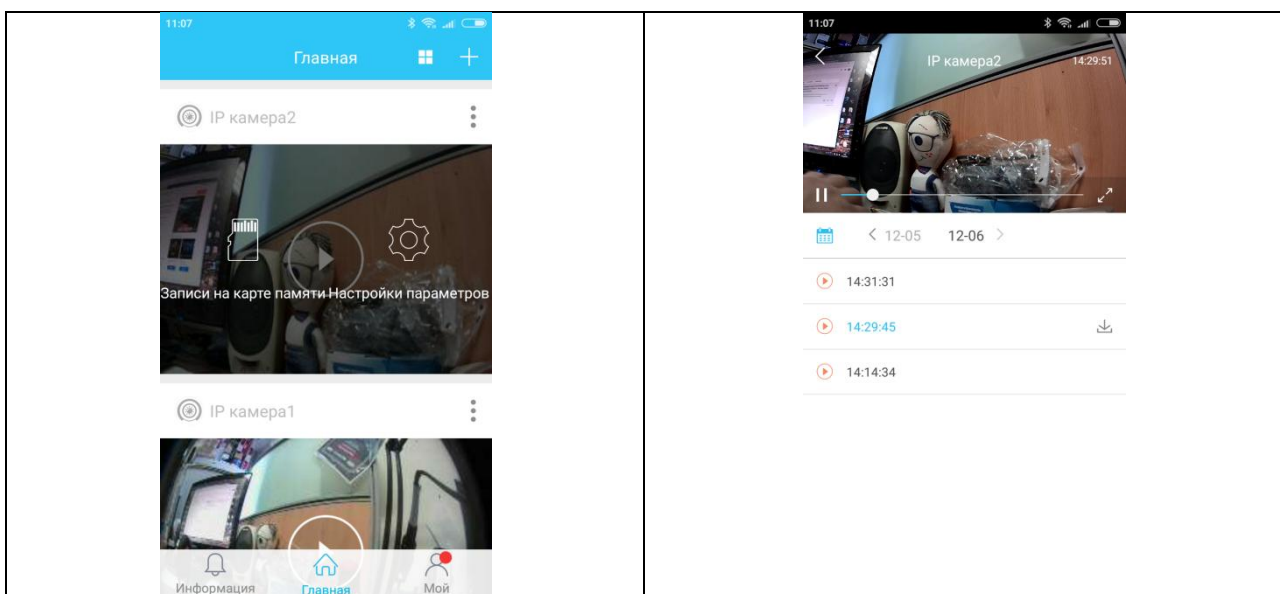 11:07
Главная
IP камера2
Записи на карте памяти Настройки параметров
IP камера1
Информация Главная Мой
11:07
IP камера2 14:29:51
12-05 12-06
14:31:31
14:29:45
14:14:34